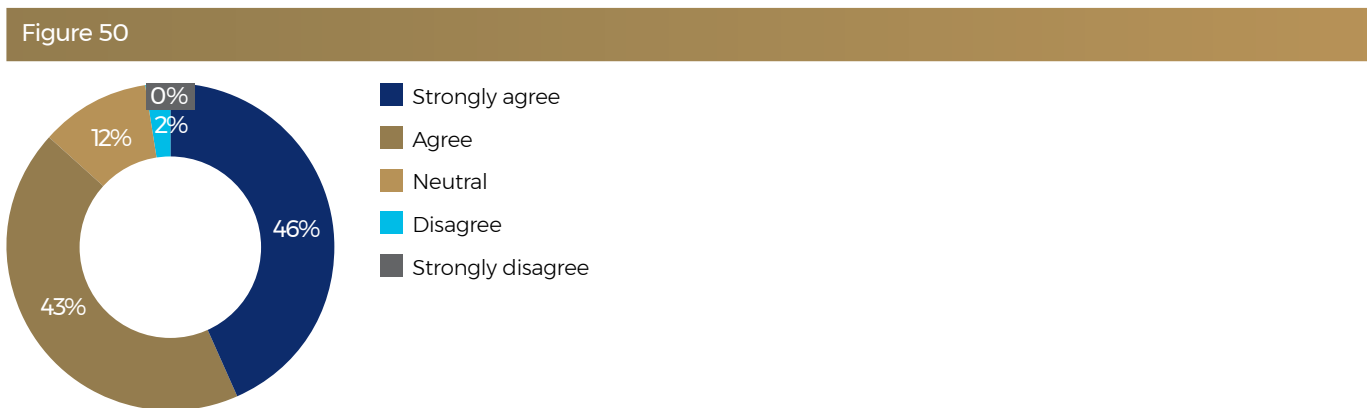 Figure 50
0%
2%
12%
46%
43%
Strongly agree
Agree
Neutral
Disagree
Strongly disagree